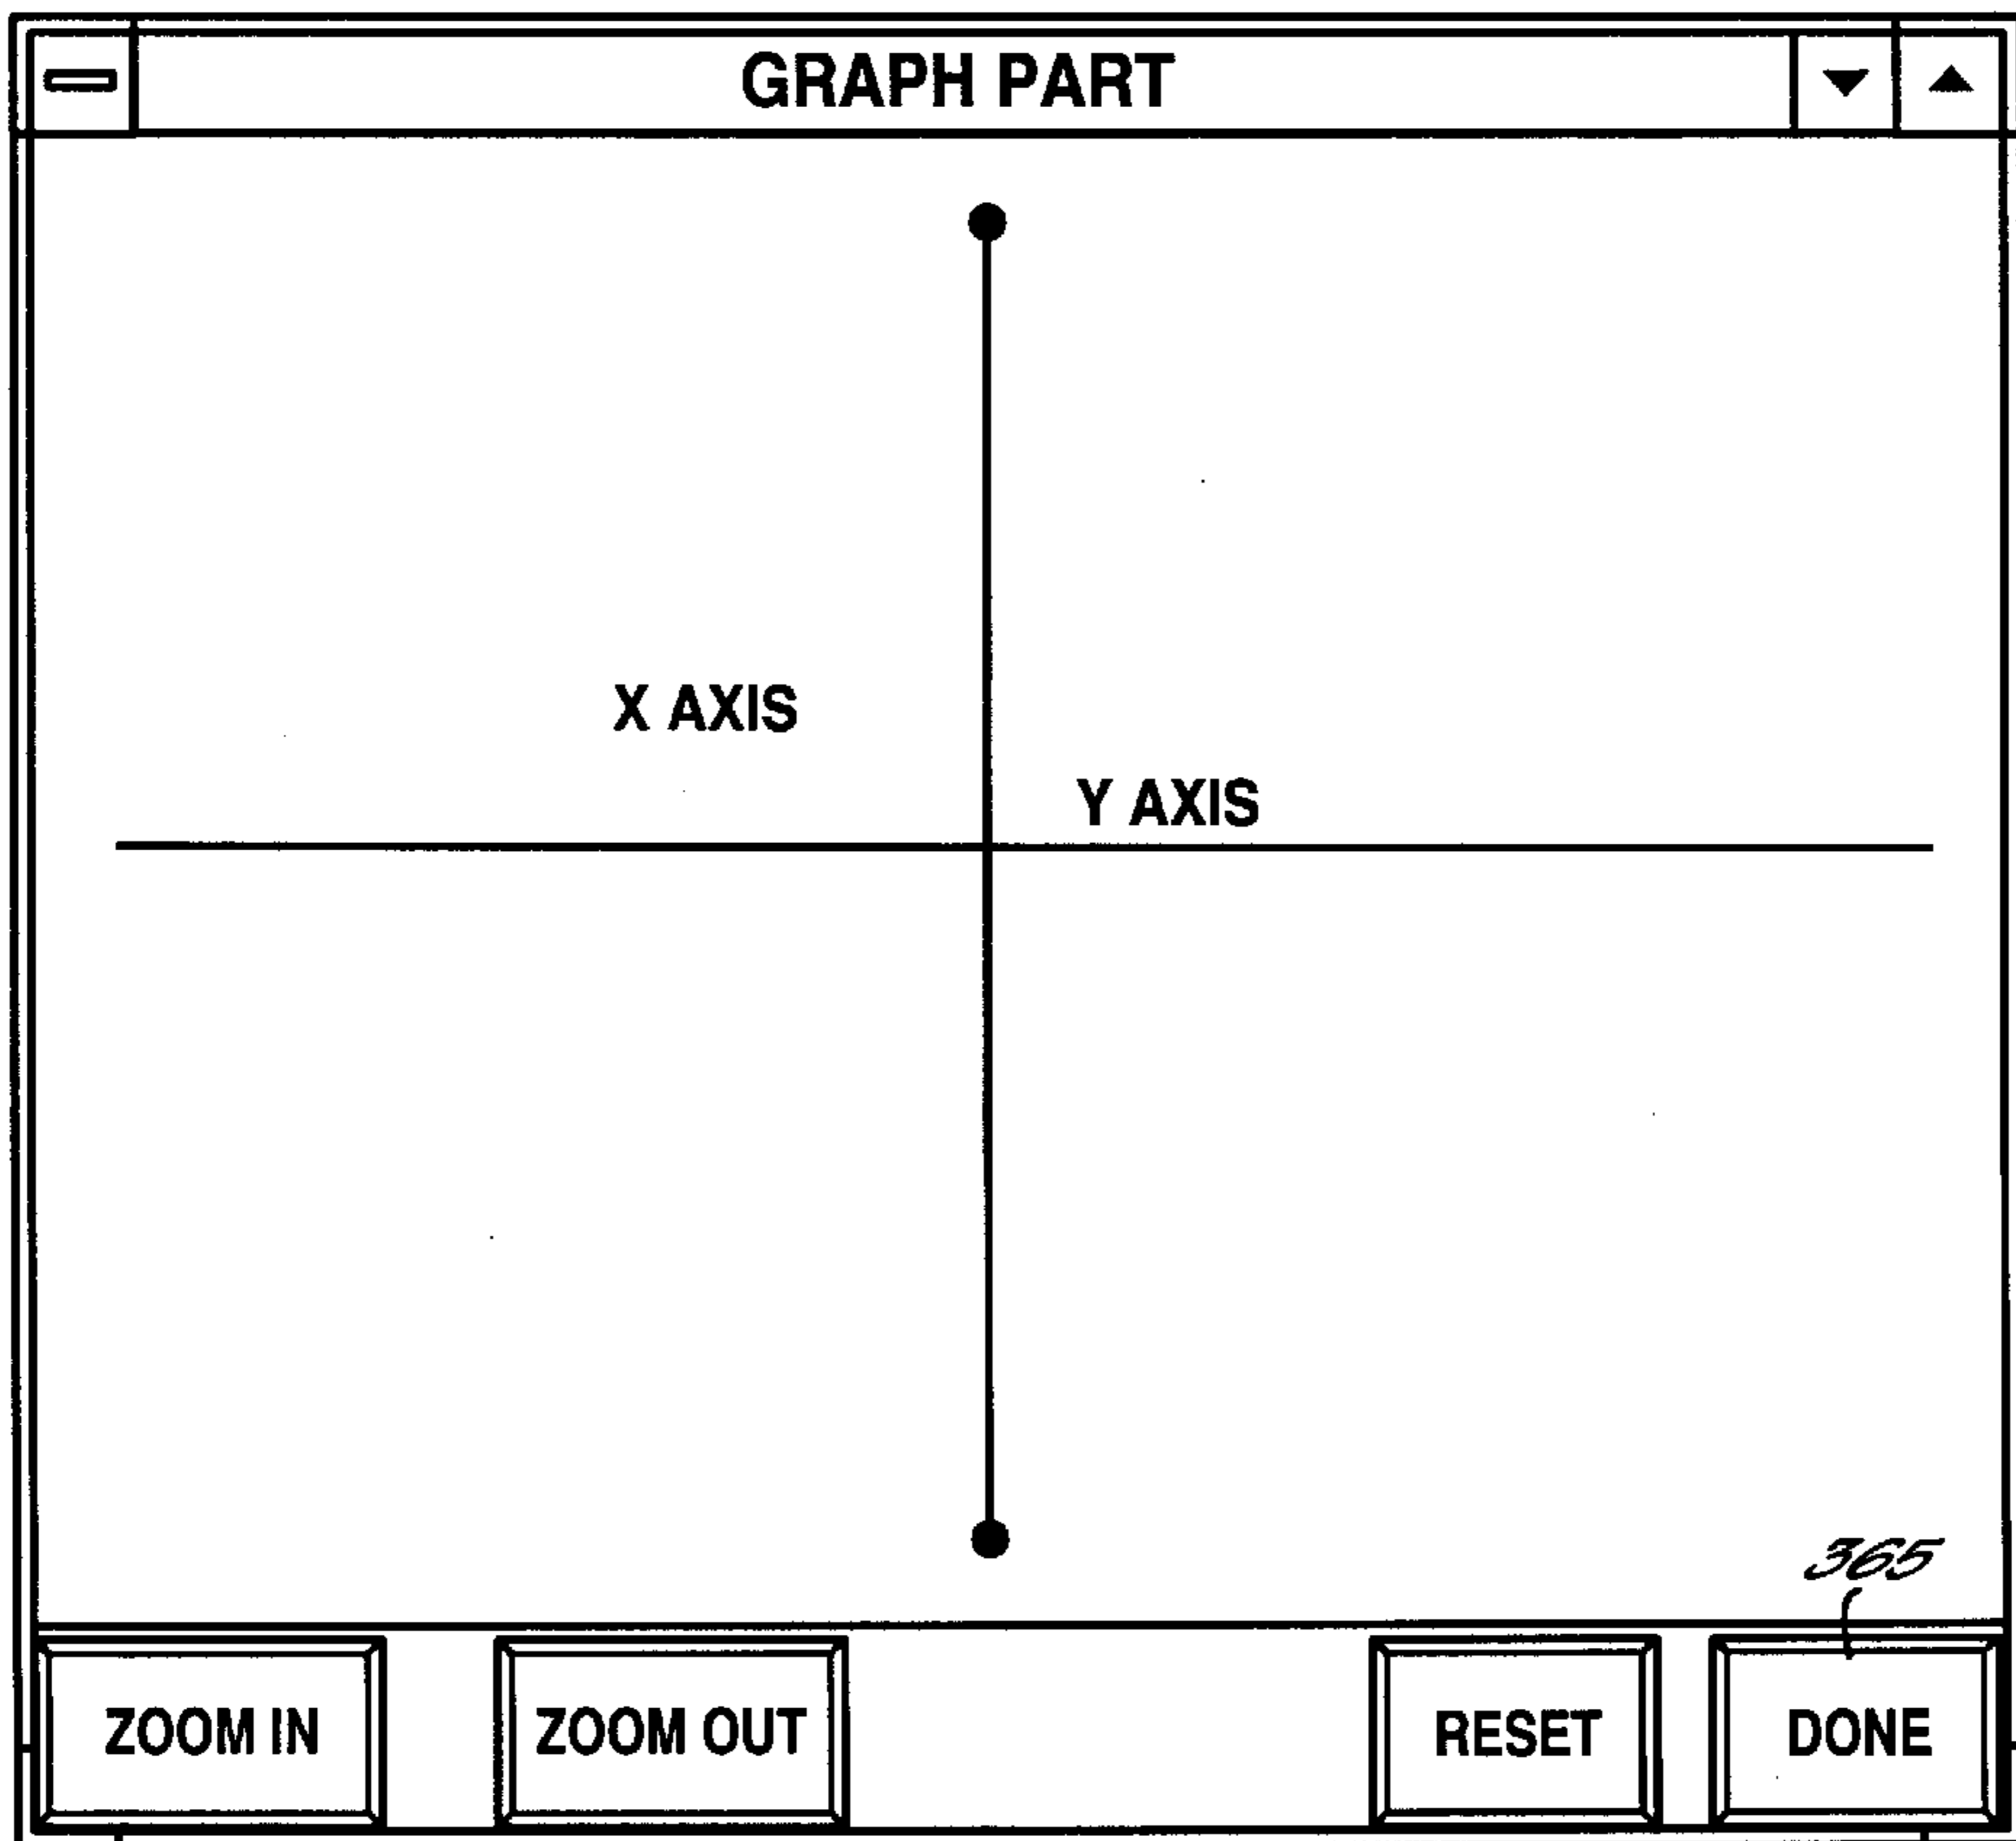 GRAPH PART
X AXIS
Y AXIS
365
ZOOM IN
ZOOM OUT
RESET
DONE